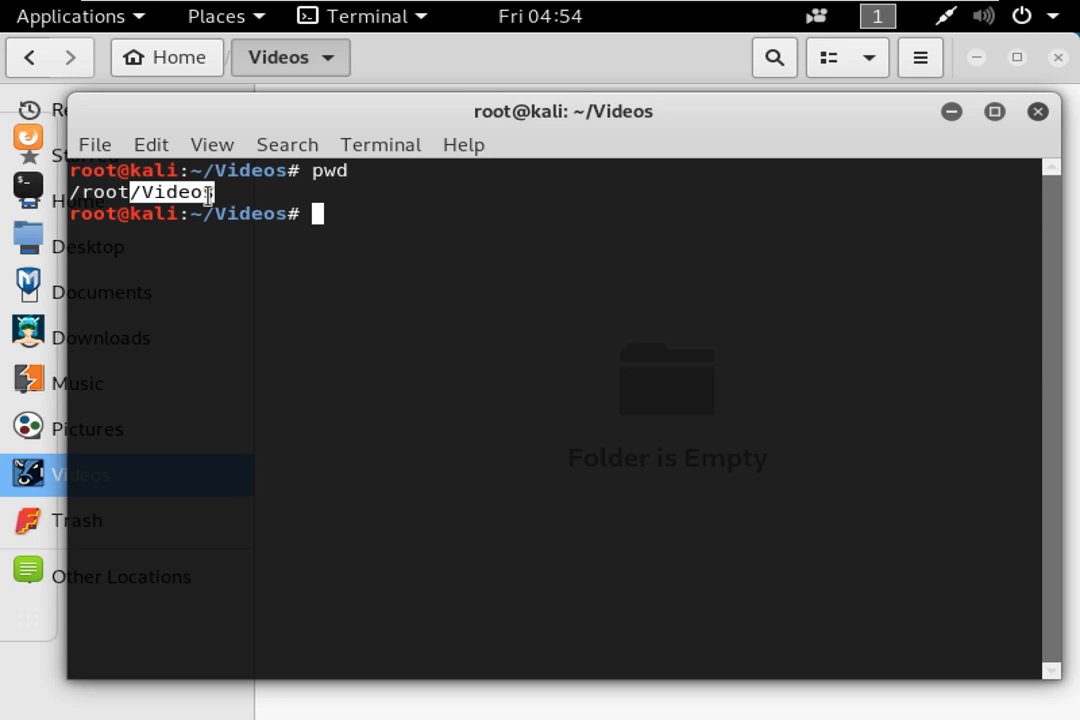 Applications Places Terminal Fri 04:54 1
Home / Videos
root@kali: ~/Videos
File Edit View Search Terminal Help
root@kali:~/Videos# pwd
/root/Videos
root@kali:~/Videos#
Home
Desktop
Documents
Downloads
Music
Pictures
Videos
Trash
Other Locations
Folder is Empty